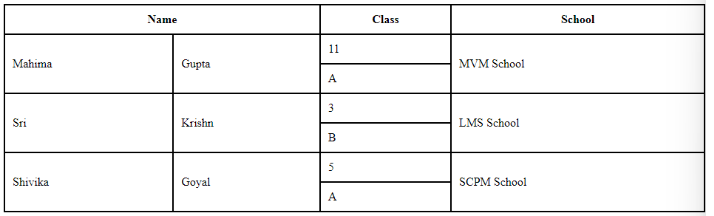 Name Class School
11
Mahima Gupta MVM School
A
3
Sri Krishn LMS School
B
5
Shivika Goyal SCPM School
A